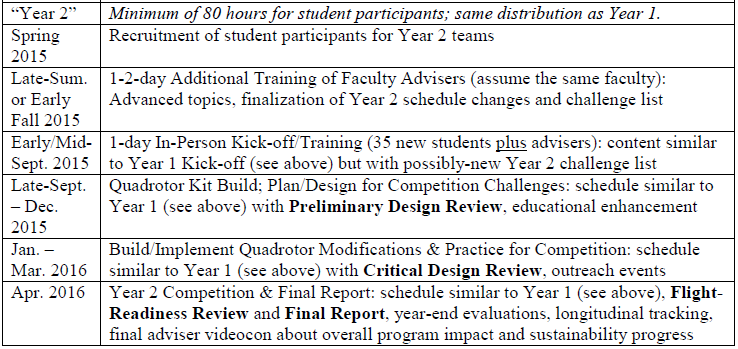 “Year 2”
Minimum of 80 hours for student participants; same distribution as Year 1.
Spring
2015
Recruitment of student participants for Year 2 teams
Late-Sum.
or Early
Fall 2015
1-2-day Additional Training of Faculty Advisers (assume the same faculty):
Advanced topics, finalization of Year 2 schedule changes and challenge list
Early/Mid-
Sept. 2015
1-day In-Person Kick-off/Training (35 new students plus advisers): content similar
to Year 1 Kick-off (see above) but with possibly-new Year 2 challenge list
Late-Sept.
– Dec.
2015
Quadrotor Kit Build; Plan/Design for Competition Challenges: schedule similar to
Year 1 (see above) with Preliminary Design Review, educational enhancement
Jan. –
Mar. 2016
Build/Implement Quadrotor Modifications & Practice for Competition: schedule
similar to Year 1 (see above) with Critical Design Review, outreach events
Apr. 2016
Year 2 Competition & Final Report: schedule similar to Year 1 (see above), Flight-
Readiness Review and Final Report, year-end evaluations, longitudinal tracking,
final adviser videocon about overall program impact and sustainability progress